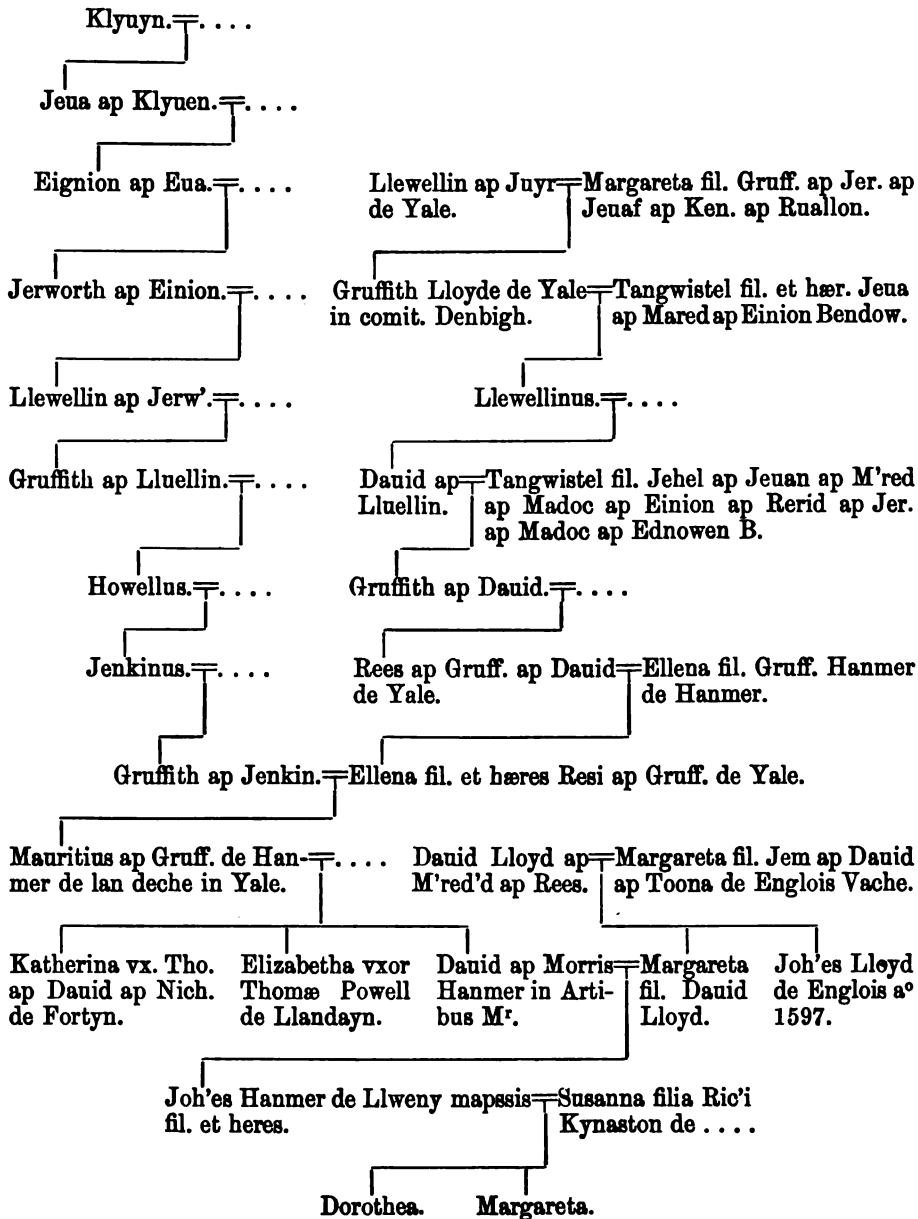 Klyuyn.=. . . .
Jeua ap Klyuen.=. . . .
Eignion ap Eua.=. . . .
Llewellin ap Juyr=Margareta fil. Gruff. ap Jer. ap
de Yale. Jeuaf ap Ken. ap Ruallon.
Jerworth ap Einion.=. . . .
Gruffith Lloyde de Yale=Tangwistel fil. et hær. Jeua
in comit. Denbigh. ap Mared ap Einion Bendow.
Llewellin ap Jerw'.=. . . .
Llewellinus.=. . . .
Gruffith ap Lluellin.=. . . .
Dauid ap=Tangwistel fil. Jehel ap Jeuan ap M'red
Lluellin. ap Madoc ap Einion ap Rerid ap Jer.
ap Madoc ap Ednowen B.
Howellus.=. . . .
Gruffith ap Dauid.=. . . .
Jenkinus.=. . . .
Rees ap Gruff. ap Dauid=Ellena fil. Gruff. Hanmer
de Yale. de Hanmer.
Gruffith ap Jenkin.=Ellena fil. et hæres Resi ap Gruff. de Yale.
Mauritius ap Gruff. de Han-=. . . .
mer de lan deche in Yale.
Dauid Lloyd ap=Margareta fil. Jem ap Dauid
M'red'd ap Rees. ap Toona de Englois Vache.
Katherina vx. Tho.
ap Dauid ap Nich.
de Fortyn.
Elizabetha vxor
Thomæ Powell
de Llandayn.
Dauid ap Morris=Margareta
Hanmer in Arti- fil. Dauid
bus Mr. Lloyd.
Joh'es Lloyd
de Englois aº
1597.
Joh'es Hanmer de Llweny mapssis=Susanna filia Ric'i
fil. et heres. Kynaston de . . . .
Dorothea. Margareta.